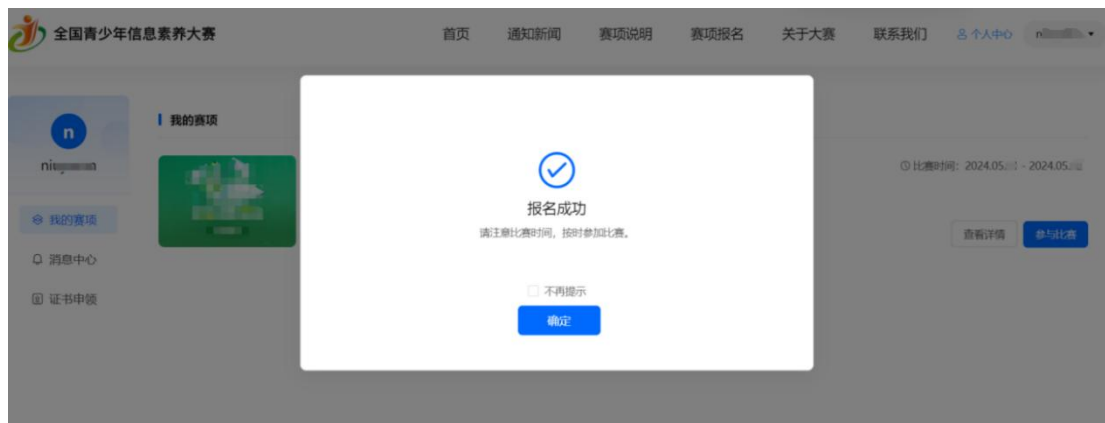 全国青少年信息素养大赛
首页 通知新闻 赛项说明 赛项报名 关于大赛 联系我们 个人中心
n
我的赛项
比赛时间：2024.05. - 2024.05.
报名成功
请注意比赛时间，按时参加比赛。
我的赛项
查看详情 参与比赛
消息中心
不再提示
证书申领
确定